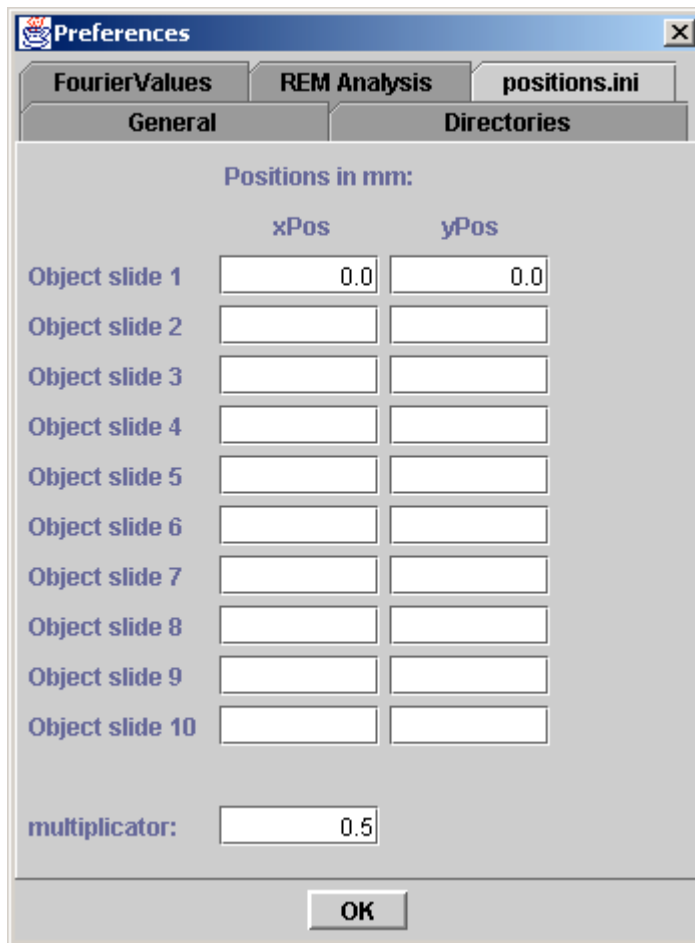 Preferences
FourierValues REM Analysis positions.ini
General Directories
Positions in mm:
xPos yPos
Object slide 1 0.0 0.0
Object slide 2
Object slide 3
Object slide 4
Object slide 5
Object slide 6
Object slide 7
Object slide 8
Object slide 9
Object slide 10
multiplicator: 0.5
OK